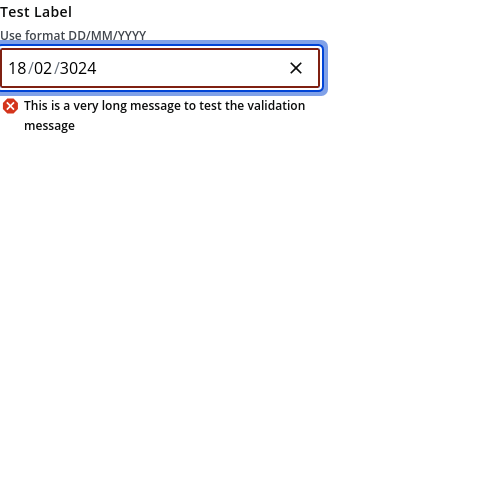 Test Label
Use format DD/MM/YYYY
18/02/3024
This is a very long message to test the validation
message